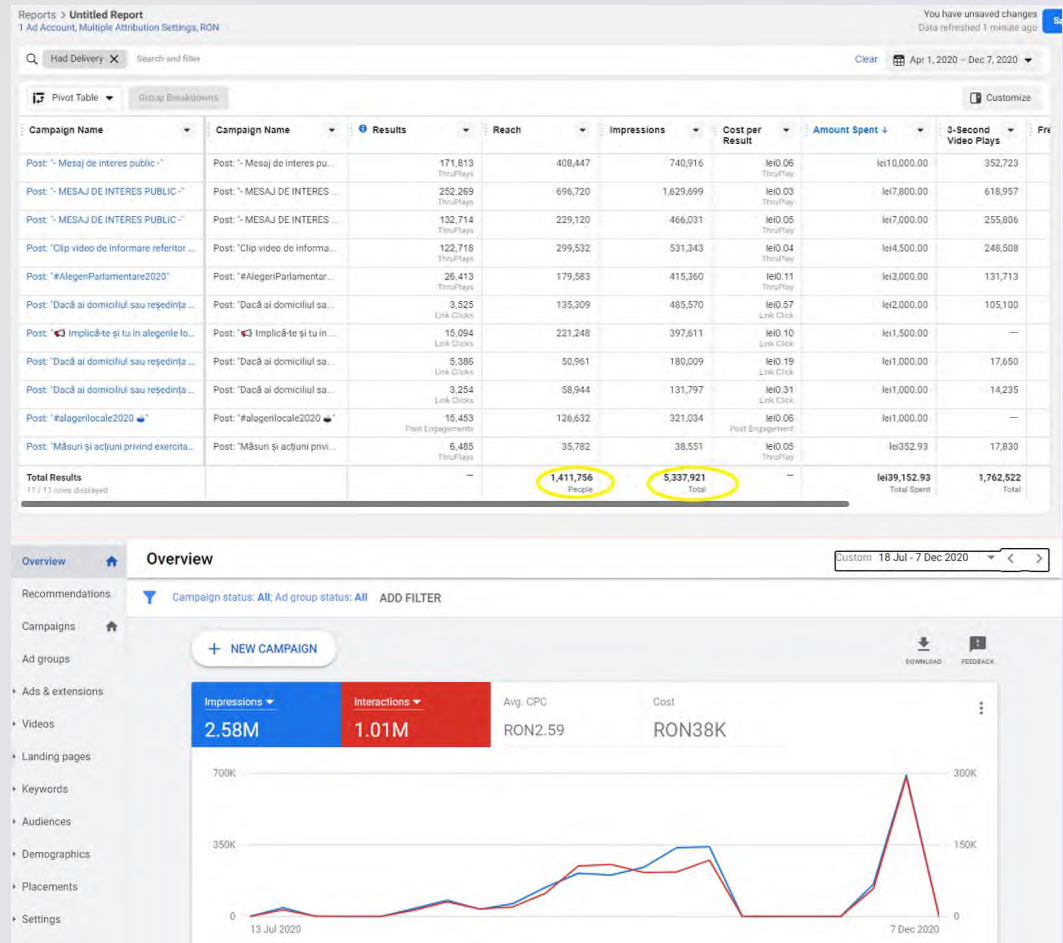 Reports > Untitled Report
You have unsaved changes
1 Ad Account, Multiple Attribution Settings, RON
Data refreshed 1 minute ago
Had Delivery X Search and filter
Clear Apr 1, 2020 – Dec 7, 2020
Pivot Table Group Breakdowns Customize
Campaign Name Campaign Name Results Reach Impressions Cost per Result Amount Spent ↓ 3-Second Video Plays
Post: "- Mesaj de interes public -" Post: "- Mesaj de interes pu... 171,813 408,447 740,916 lei0.06 lei10,000.00 352,723
ThruPlays ThruPlay
Post: "- MESAJ DE INTERES PUBLIC -" Post: "- MESAJ DE INTERES ... 252,269 696,720 1,629,699 lei0.03 lei7,800.00 618,957
ThruPlays ThruPlay
Post: "- MESAJ DE INTERES PUBLIC -" Post: "- MESAJ DE INTERES ... 132,714 229,120 466,031 lei0.05 lei7,000.00 255,806
ThruPlays ThruPlay
Post: "Clip video de informare referitor ... Post: "Clip video de informa... 122,718 299,532 531,343 lei0.04 lei4,500.00 248,508
ThruPlays ThruPlay
Post: "#AlegeriParlamentare2020" Post: "#AlegeriParlamentar... 26,413 179,583 415,360 lei0.11 lei3,000.00 131,713
ThruPlays ThruPlay
Post: "Dacă ai domiciliul sau reședința ... Post: "Dacă ai domiciliul sa... 3,525 135,309 485,570 lei0.57 lei2,000.00 105,100
Link Clicks Link Click
Post: "📢 Implică-te și tu în alegerile lo... Post: "📢 Implică-te și tu în ... 15,094 221,248 397,611 lei0.10 lei1,500.00 —
Link Clicks Link Click
Post: "Dacă ai domiciliul sau reședința ... Post: "Dacă ai domiciliul sa... 5,386 50,961 180,009 lei0.19 lei1,000.00 17,650
Link Clicks Link Click
Post: "Dacă ai domiciliul sau reședința ... Post: "Dacă ai domiciliul sa... 3,254 58,944 131,797 lei0.31 lei1,000.00 14,235
Link Clicks Link Click
Post: "#alagerilocale2020 🗳" Post: "#alagerilocale2020 🗳" 15,453 126,632 321,034 lei0.06 lei1,000.00 —
Post Engagements Post Engagement
Post: "Măsuri și acțiuni privind exercita... Post: "Măsuri și acțiuni privi... 6,485 35,782 38,551 lei0.05 lei352.93 17,830
ThruPlays ThruPlay
Total Results — 1,411,756 5,337,921 — lei39,152.93 1,762,522
11 / 11 rows displayed People Total Total Spent Total
Overview
Overview
Custom 18 Jul - 7 Dec 2020
Recommendations
Campaign status: All; Ad group status: All ADD FILTER
Campaigns
+ NEW CAMPAIGN
DOWNLOAD FEEDBACK
Ad groups
Ads & extensions
Videos
Landing pages
Keywords
Audiences
Demographics
Placements
Settings
Impressions Interactions Avg. CPC Cost
2.58M 1.01M RON2.59 RON38K
700K 300K
350K 150K
0 0
13 Jul 2020 7 Dec 2020